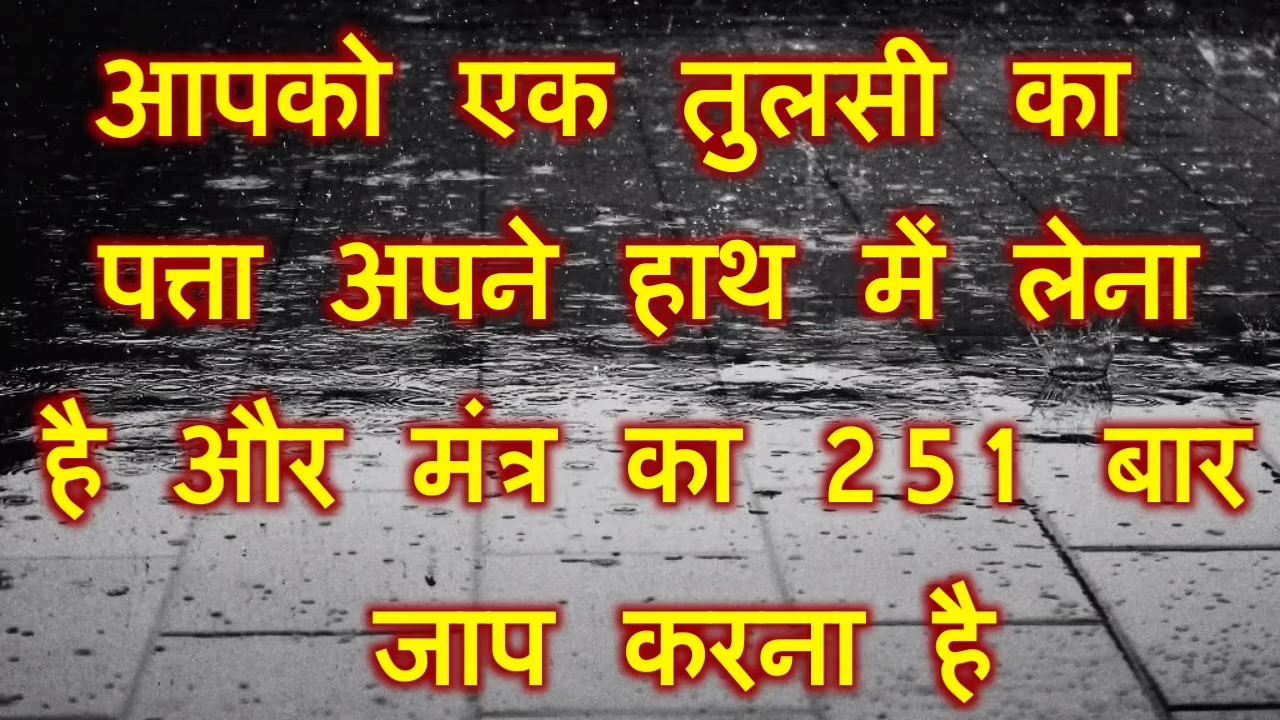 आपको एक तुलसी का
पत्ता अपने हाथ में लेना
है और मंत्र का 251 बार
जाप करना है